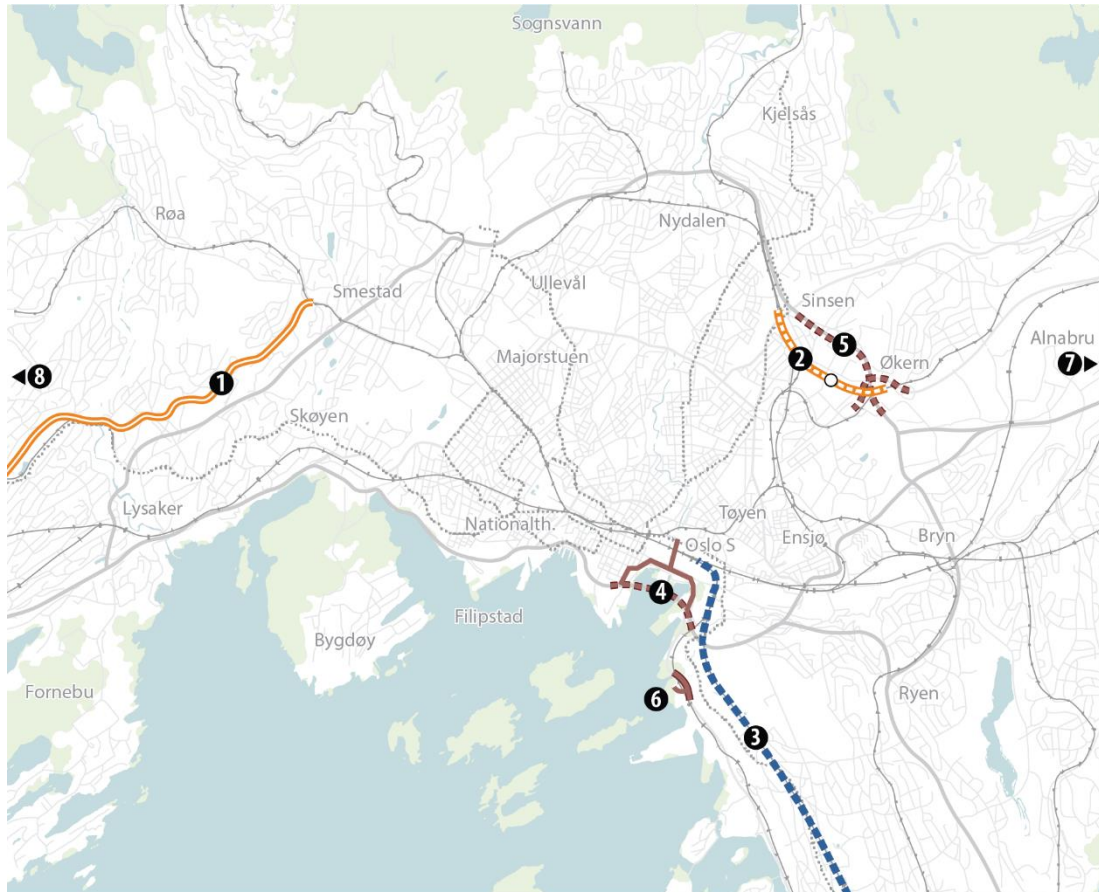 Sognsvann
Kjelsås
Røa
Nydalen
Smestad
Ullevål
Sinsen
Alnabru
Majorstuen
Økern
5
2
7
8
1
Skøyen
Lysaker
Nationalth.
Tøyen
Oslo S
Ensjø
Bryn
4
Filipstad
Bygdøy
Fornebu
6
Ryen
3